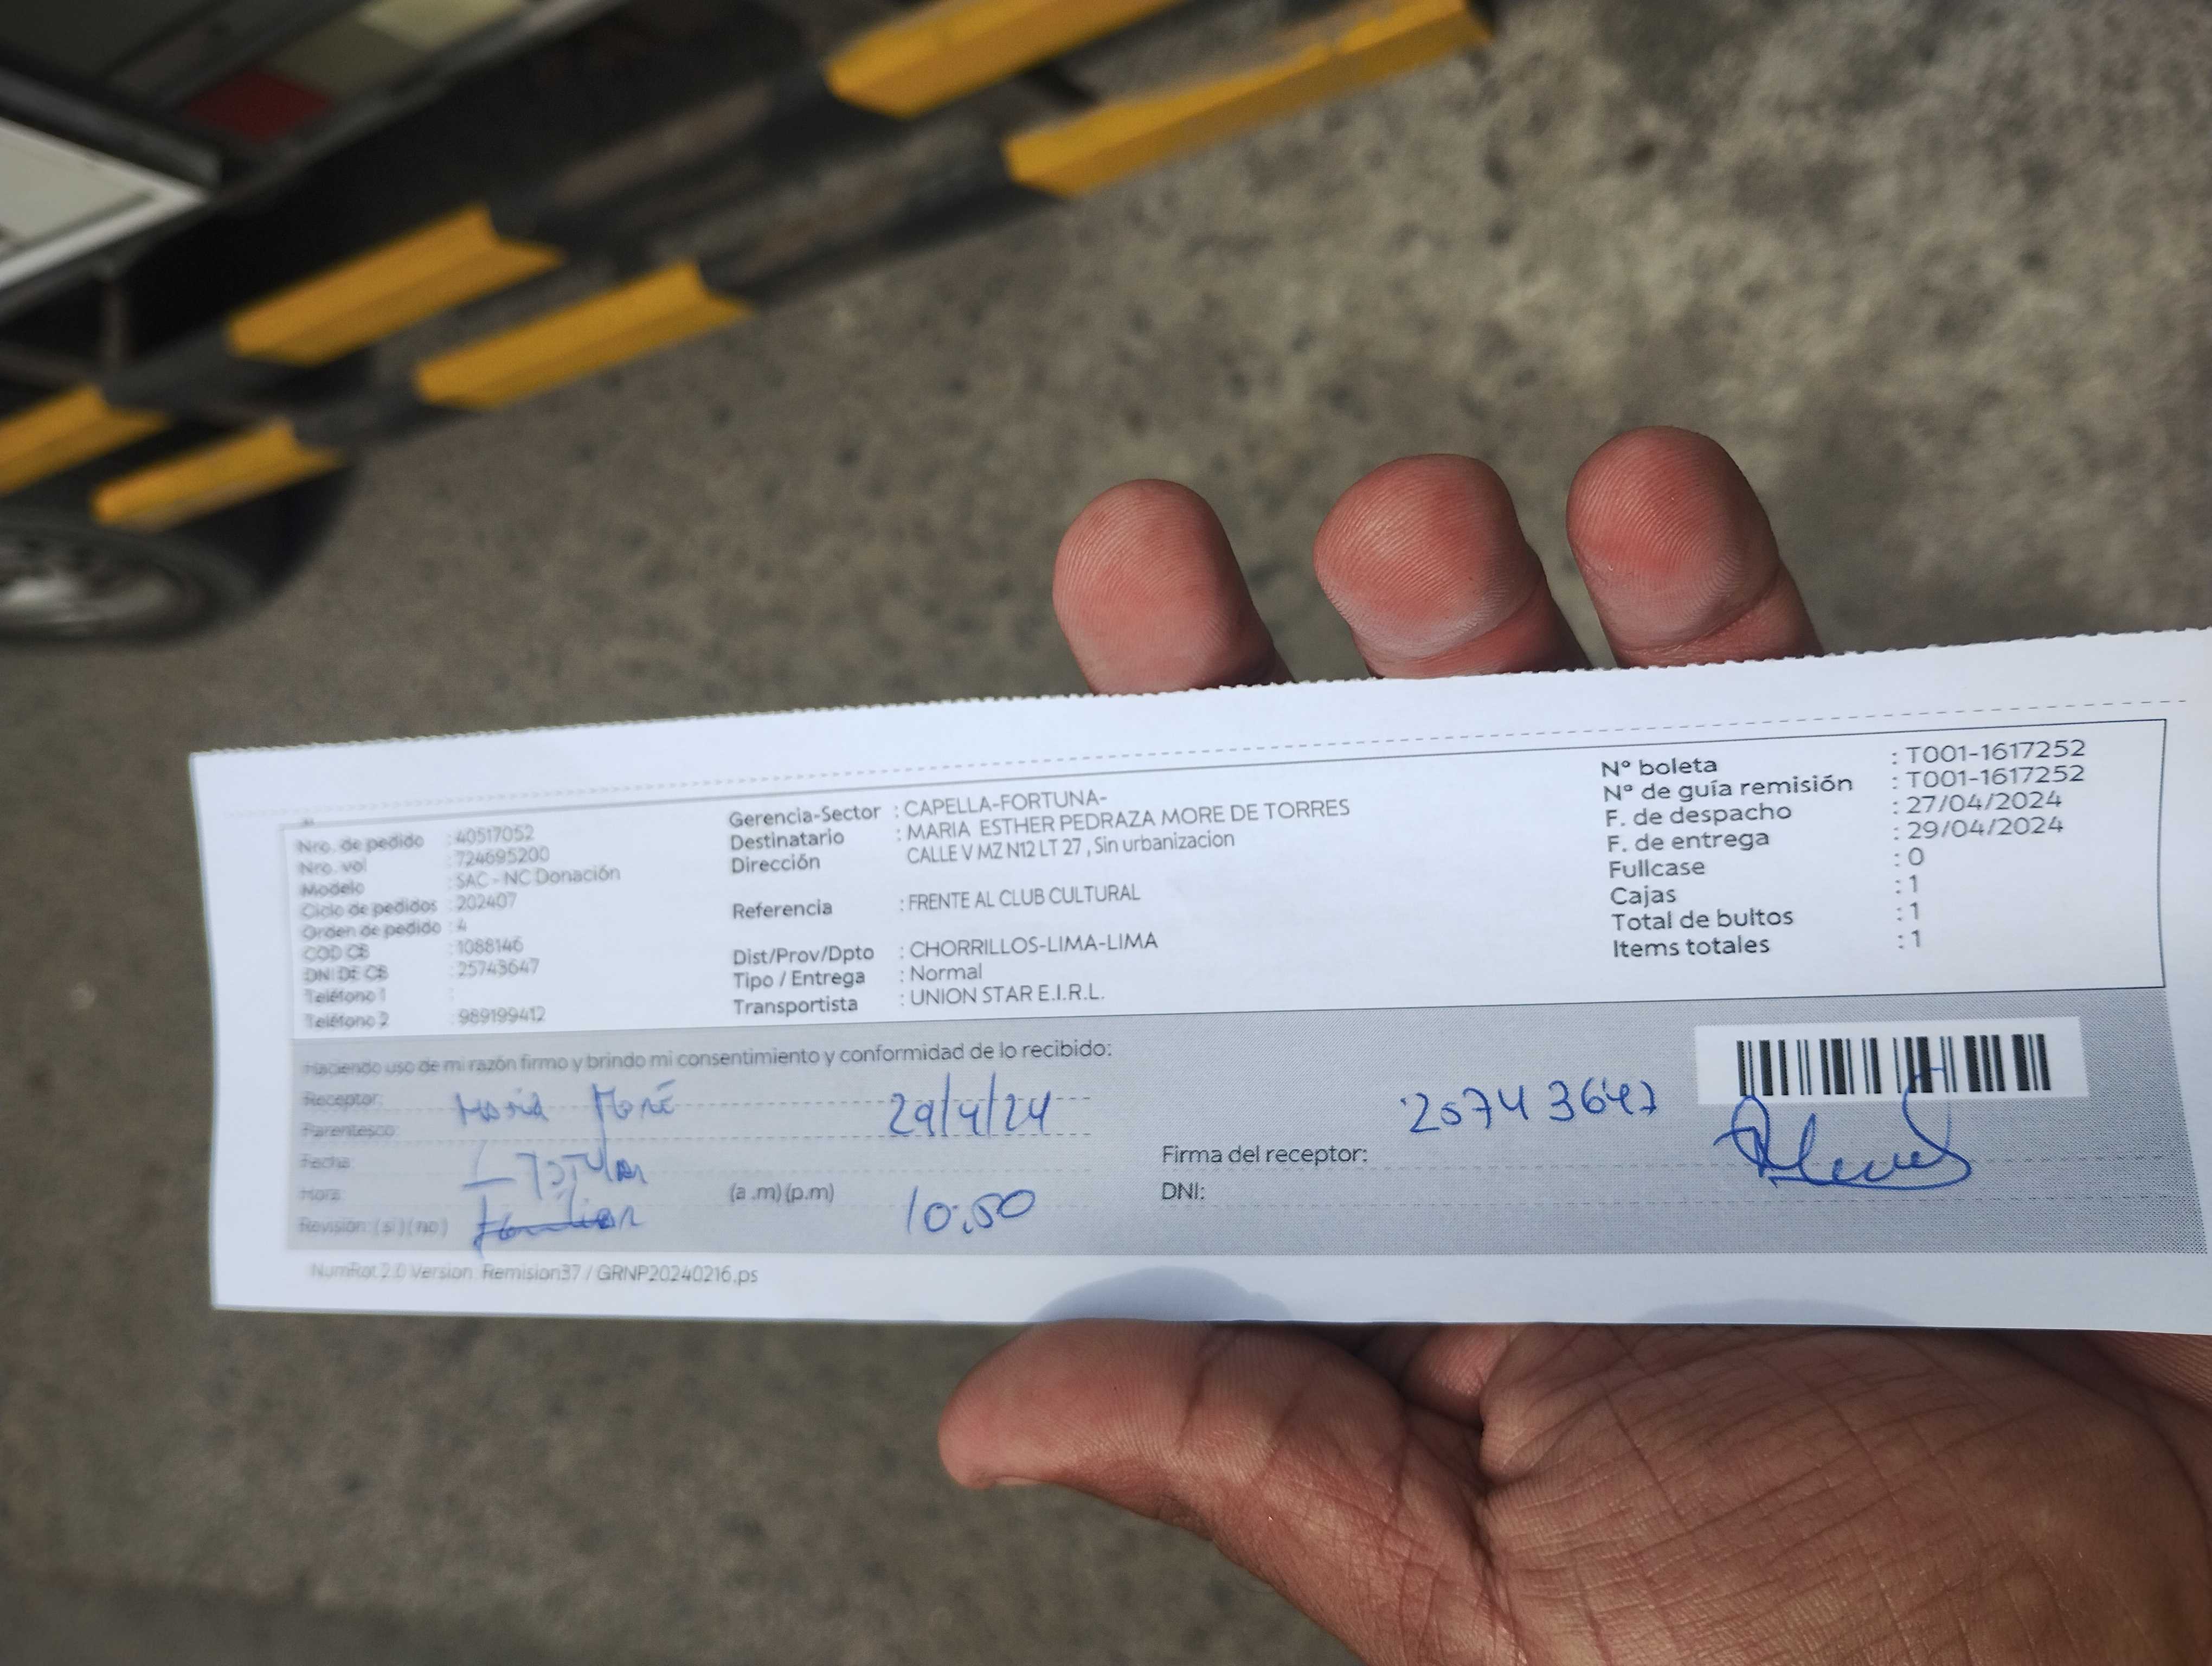 Nro. de pedido : 40517052
Nro. vol : 724695200
Modelo : SAC - NC Donación
Ciclo de pedidos : 202407
Orden de pedido : 4
COD CB : 1088146
DNI DE CB : 25743647
Teléfono 1 :
Teléfono 2 : 989199412
Gerencia-Sector : CAPELLA-FORTUNA-
Destinatario : MARIA ESTHER PEDRAZA MORE DE TORRES
Dirección CALLE V MZ N12 LT 27 , Sin urbanizacion
Referencia : FRENTE AL CLUB CULTURAL
Dist/Prov/Dpto : CHORRILLOS-LIMA-LIMA
Tipo / Entrega : Normal
Transportista : UNION STAR E.I.R.L.
Nº boleta : T001-1617252
Nº de guía remisión : T001-1617252
F. de despacho : 27/04/2024
F. de entrega : 29/04/2024
Fullcase : 0
Cajas : 1
Total de bultos : 1
Items totales : 1
Haciendo uso de mi razón firmo y brindo mi consentimiento y conformidad de lo recibido:
Receptor: Maria Moré
Parentesco: 29/4/24
Fecha: Titular
Hora: (a .m) (p.m) 10:50
Revisión: ( si ) ( no )
25743647
Firma del receptor:
DNI:
NumRot 2.0 Version: Remision37 / GRNP20240216.ps